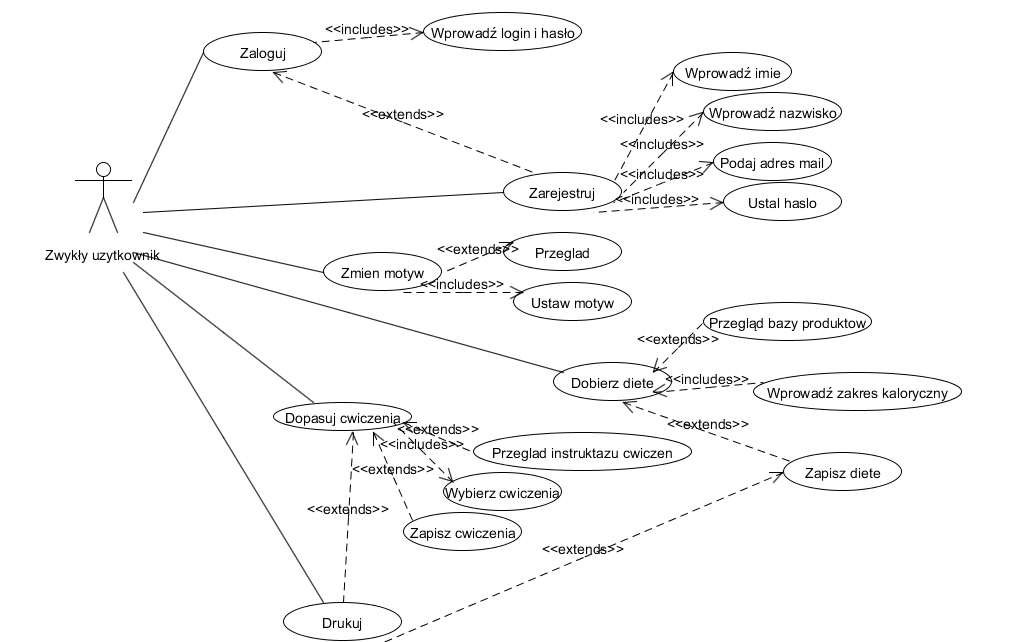 <<includes>>
Wprowadź login i hasło
Zaloguj
Wprowadź imie
<<extends>>
<<includes>>
Wprowadź nazwisko
<<includes>>
Podaj adres mail
<<includes>>
Zarejestruj
<<includes>>
Ustal haslo
Zwykły uzytkownik
<<extends>>
Przeglad
Zmien motyw
<<includes>>
Ustaw motyw
Przegląd bazy produktow
<<extends>>
Dobierz diete
<<includes>>
Wprowadź zakres kaloryczny
Dopasuj cwiczenia
<<extends>>
<<extends>>
<<includes>>
Przeglad instruktazu cwiczen
<<extends>>
Zapisz diete
Wybierz cwiczenia
<<extends>>
Zapisz cwiczenia
<<extends>>
Drukuj